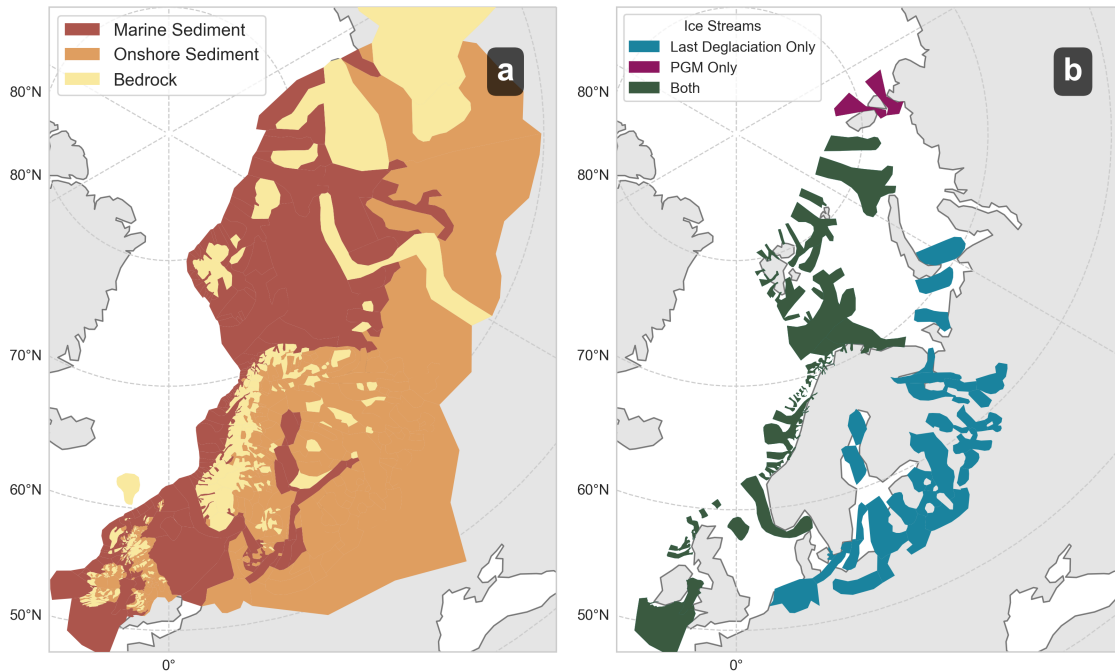 Marine Sediment
Onshore Sediment
Bedrock
a
80°N
80°N
70°N
60°N
50°N
0°
Ice Streams
Last Deglaciation Only
PGM Only
Both
b
80°N
80°N
70°N
60°N
50°N
0°